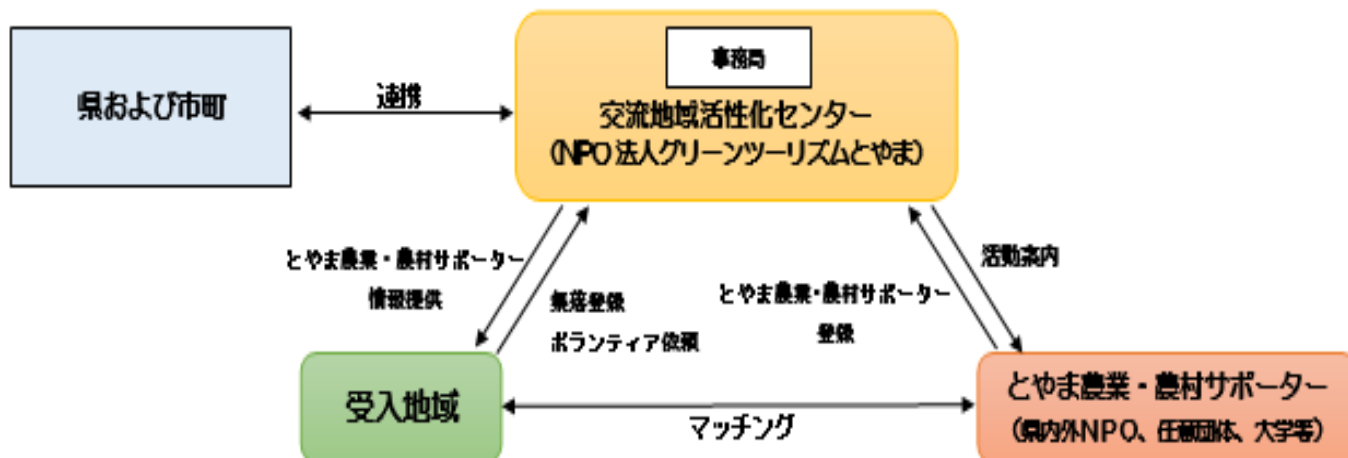 事務局
県および市町
連携
交流地域活性化センター
（NPO法人グリーンツーリズムとやま）
とやま農業・農村サポーター
情報提供
集落登録
ボランティア依頼
とやま農業・農村サポーター
登録
活動案内
受入地域
マッチング
とやま農業・農村サポーター
（県内外NPO、任意団体、大学等）